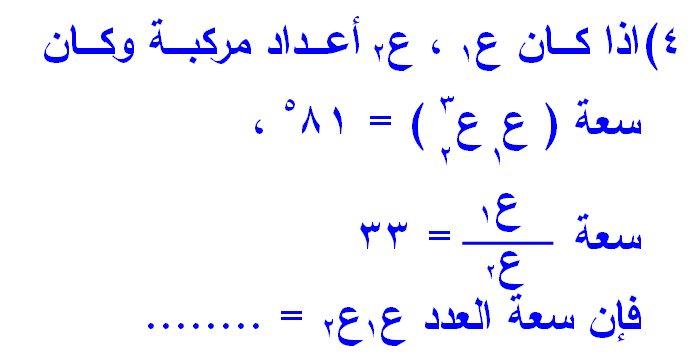 ٤) اذا كان ع١ ، ع٢ أعداد مركبة وكان
سعة ( ع١ ع٢^٣ ) = ٨١° ،
سعة ع١/ع٢ = ٣٣
فإن سعة العدد ع١ع٢ = ........